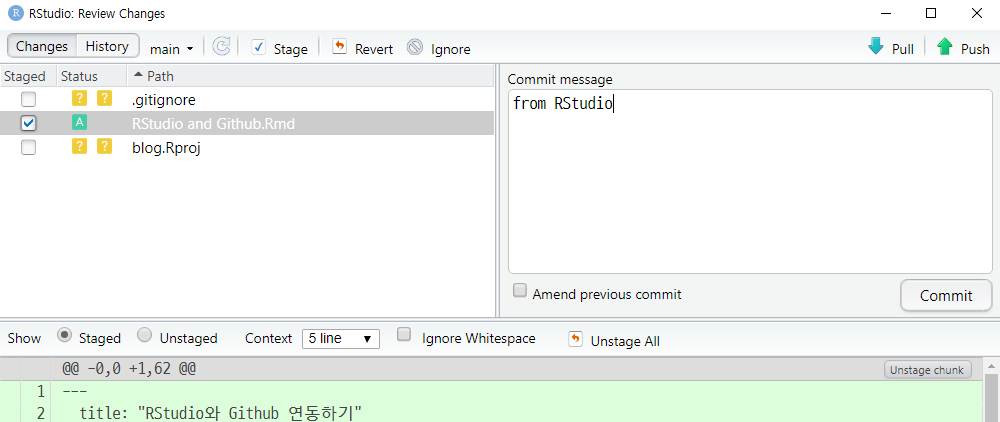 R RStudio: Review Changes
Changes History main Stage Revert Ignore Pull Push
Staged Status Path
? ? .gitignore
A RStudio and Github.Rmd
? ? blog.Rproj
Commit message
from RStudio
Amend previous commit Commit
Show Staged Unstaged Context 5 line Ignore Whitespace Unstage All
@@ -0,0 +1,62 @@ Unstage chunk
1 ---
2 title: "RStudio와 Github 연동하기"